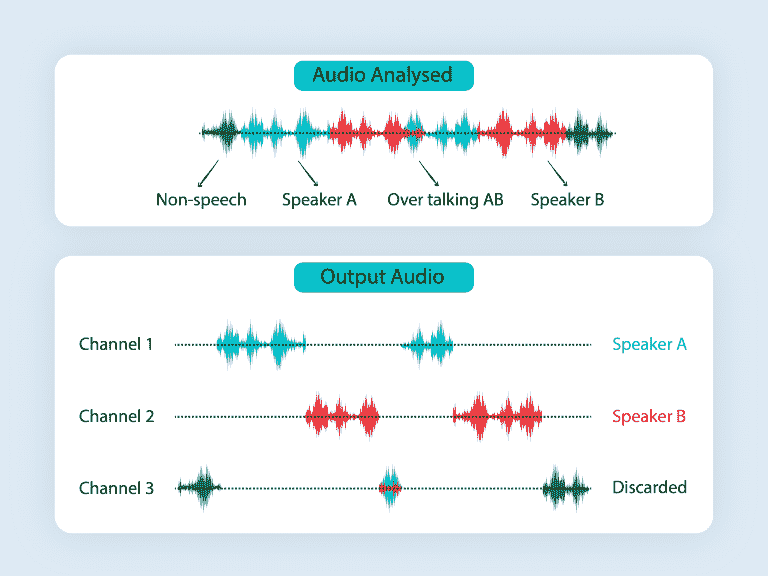 Audio Analysed
Non-speech Speaker A Over talking AB Speaker B
Output Audio
Channel 1 Speaker A
Channel 2 Speaker B
Channel 3 Discarded